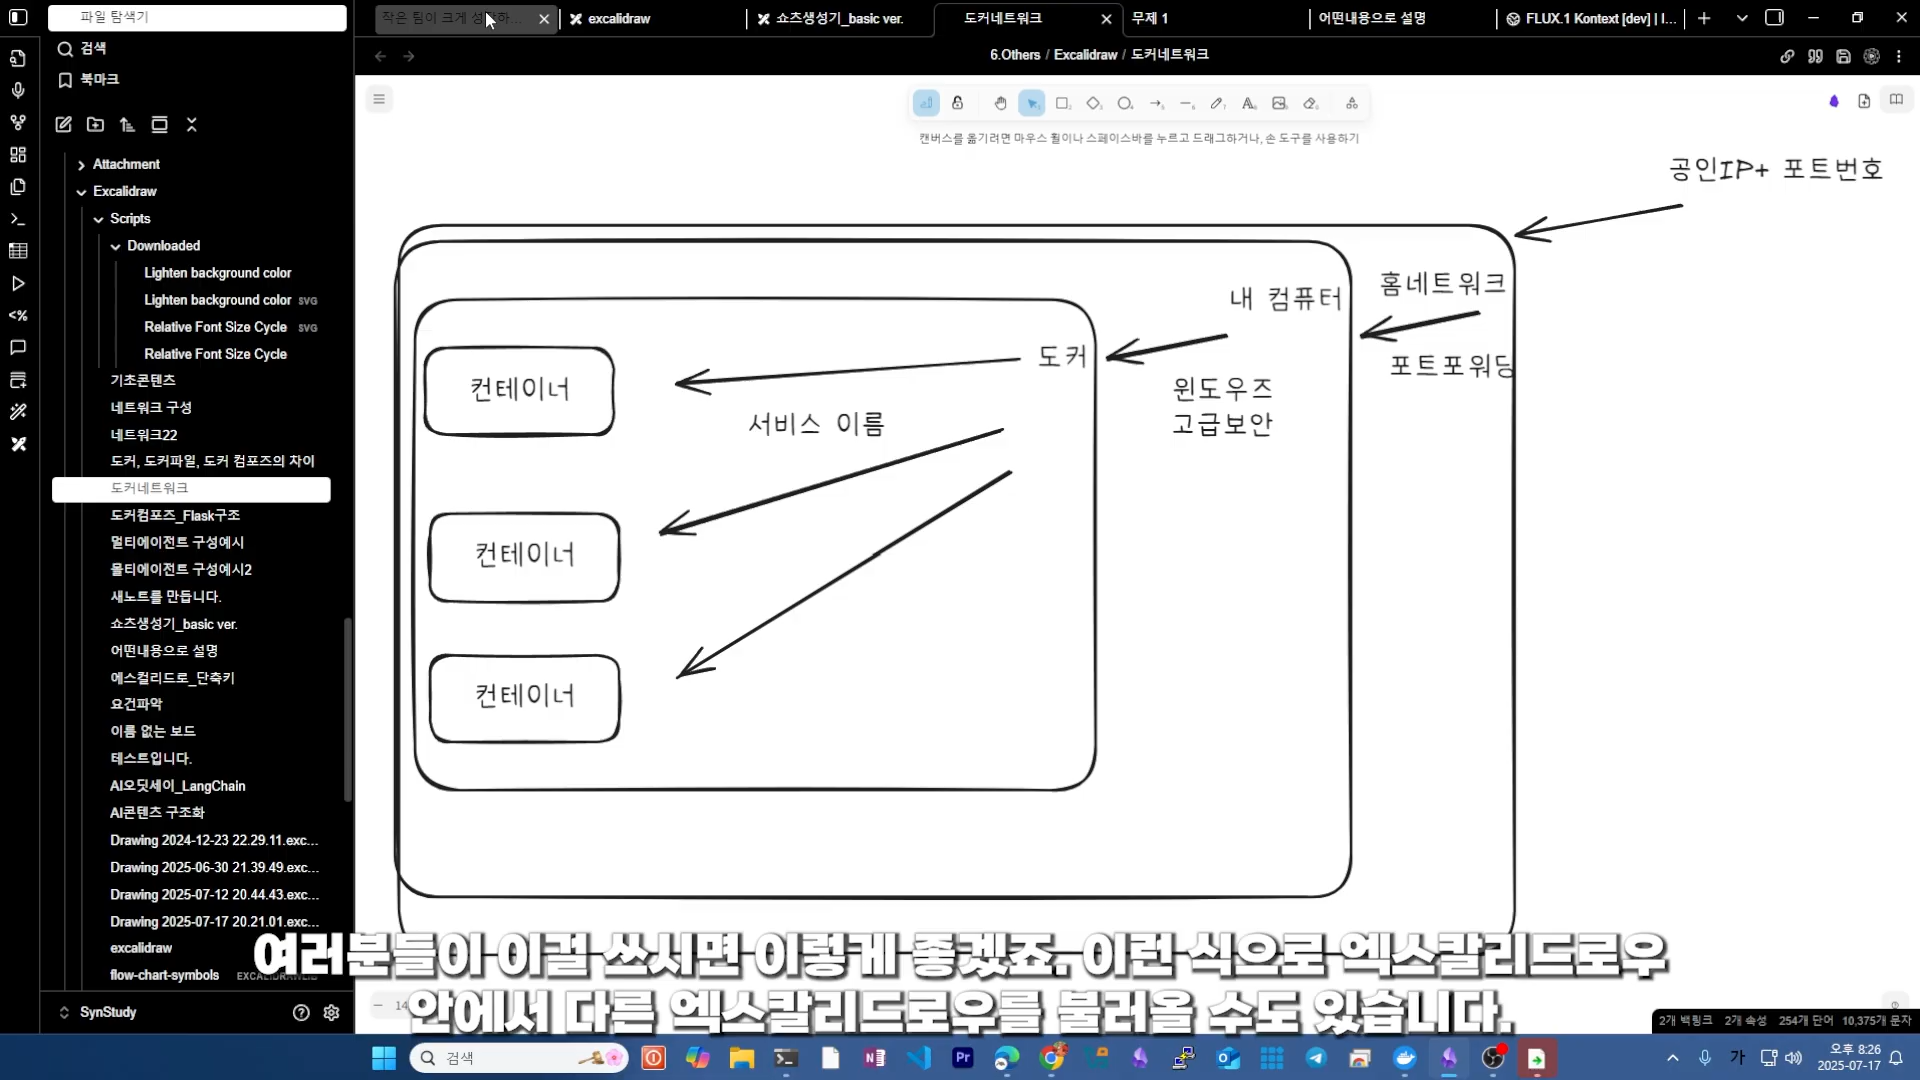 파일 탐색기
작은 팀이 크게 성
excalidraw
쇼츠생성기_basic ver.
도커네트워크
무제 1
어떤내용으로 설명
FLUX.1 Kontext [dev] | I...
검색
북마크
6.Others / Excalidraw / 도커네트워크
캔버스를 옮기려면 마우스 휠이나 스페이스바를 누르고 드래그하거나, 손 도구를 사용하기
Attachment
Excalidraw
Scripts
Downloaded
Lighten background color
Lighten background color SVG
Relative Font Size Cycle SVG
Relative Font Size Cycle
기초콘텐츠
네트워크 구성
네트워크22
도커, 도커파일, 도커 컴포즈의 차이
도커네트워크
도커컴포즈_Flask구조
멀티에이전트 구성예시
몰티에이전트 구성예시2
새노트를 만듭니다.
쇼츠생성기_basic ver.
어떤내용으로 설명
에스컬리드로_단축키
요건파악
이름 없는 보드
테스트입니다.
AI오딧세이_LangChain
AI콘텐츠 구조화
Drawing 2024-12-23 22.29.11.exc...
Drawing 2025-06-30 21.39.49.exc...
Drawing 2025-07-12 20.44.43.exc...
Drawing 2025-07-17 20.21.01.exc...
excalidraw
flow-chart-symbols
SynStudy
공인IP+ 포트번호
홈네트워크
포트포워딩
내 컴퓨터
윈도우즈
고급보안
도커
서비스 이름
컨테이너
컨테이너
컨테이너
여러분들이 이걸 쓰시면 이렇게 좋겠죠. 이런 식으로 엑스칼리드로우
안에서 다른 엑스칼리드로우를 불러올 수도 있습니다.
2개 백링크 2개 속성 254개 단어 10,375개 문자
검색
가
오후 8:26
2025-07-17